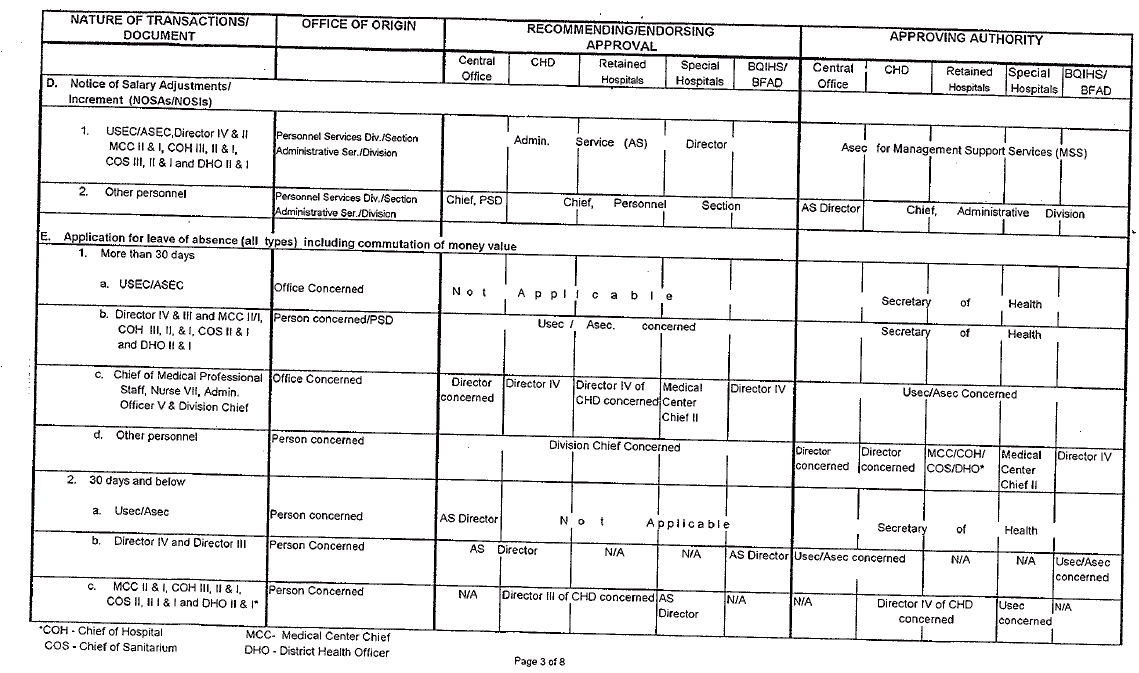 NATURE OF TRANSACTIONS/ OFFICE OF ORIGIN RECOMMENDING/ENDORSING APPROVING AUTHORITY
DOCUMENT APPROVAL
Central CHD Retained Special BQIHS/ Central CHD Retained Special BQIHS/
Office Hospitals Hospitals BFAD Office Hospitals Hospitals BFAD
D. Notice of Salary Adjustments/
Increment (NOSAs/NOSIs)
1. USEC/ASEC,Director IV & II Personnel Services Div./Section Admin. Service (AS) Director Asec for Management Support Services (MSS)
MCC II & I, COH III, II & I, Administrative Ser./Division
COS III, II & I and DHO II & I
2. Other personnel Personnel Services Div./Section Chief, PSD Chief, Personnel Section AS Director Chief, Administrative Division
Administrative Ser./Division
E. Application for leave of absence (all types) including commutation of money value
1. More than 30 days
a. USEC/ASEC Office Concerned Not Applicable Secretary of Health
b. Director IV & III and MCC II/I, Person concerned/PSD Usec / Asec. concerned Secretary of Health
COH III, II, & I, COS II & I
and DHO II & I
c. Chief of Medical Professional Office Concerned Director Director IV Director IV of Medical Director IV Usec/Asec Concerned
Staff, Nurse VII, Admin. concerned CHD concerned Center
Officer V & Division Chief Chief II
d. Other personnel Person concerned Division Chief Concerned Director Director MCC/COH/ Medical Director IV
concerned concerned COS/DHO* Center
Chief II
2. 30 days and below
a. Usec/Asec Person concerned AS Director Not Applicable Secretary of Health
b. Director IV and Director III Person Concerned AS Director N/A N/A AS Director Usec/Asec concerned N/A N/A Usec/Asec
concerned
c. MCC II & I, COH III, II & I, Person Concerned N/A Director III of CHD concerned AS N/A N/A Director IV of CHD Usec N/A
COS II, II I & I and DHO II & I* Director concerned concerned
*COH - Chief of Hospital MCC- Medical Center Chief
COS - Chief of Sanitarium DHO - District Health Officer
Page 3 of 8